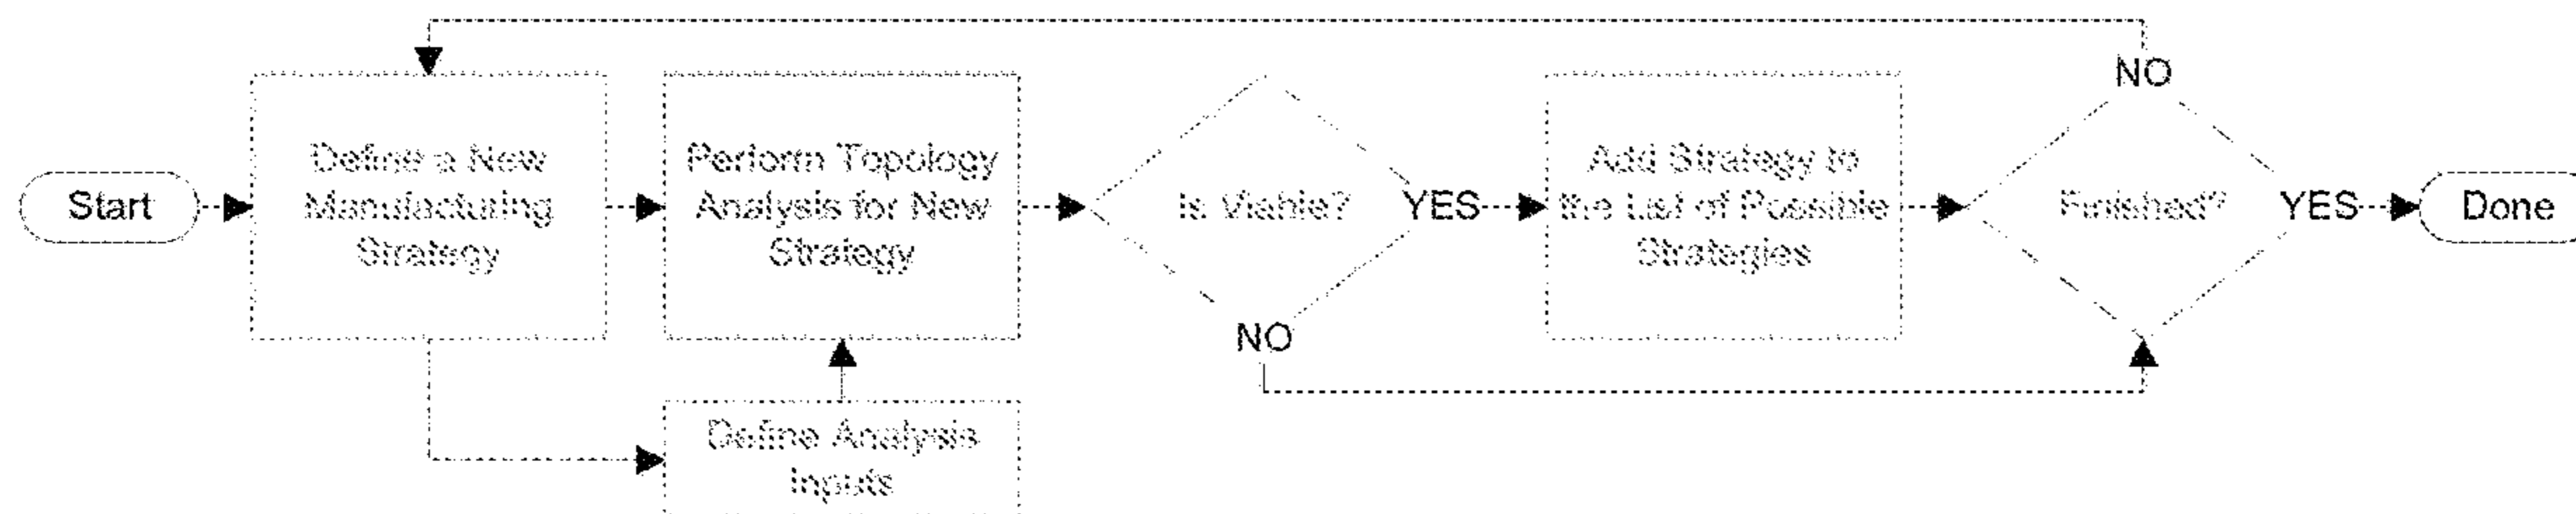 Start
Define a New
Manufacturing
Strategy
Perform Topology
Analysis for New
Strategy
Is Viable?
YES
NO
Add Strategy to
the List of Possible
Strategies
Finished?
NO
YES
Done
Define Analysis
Inputs